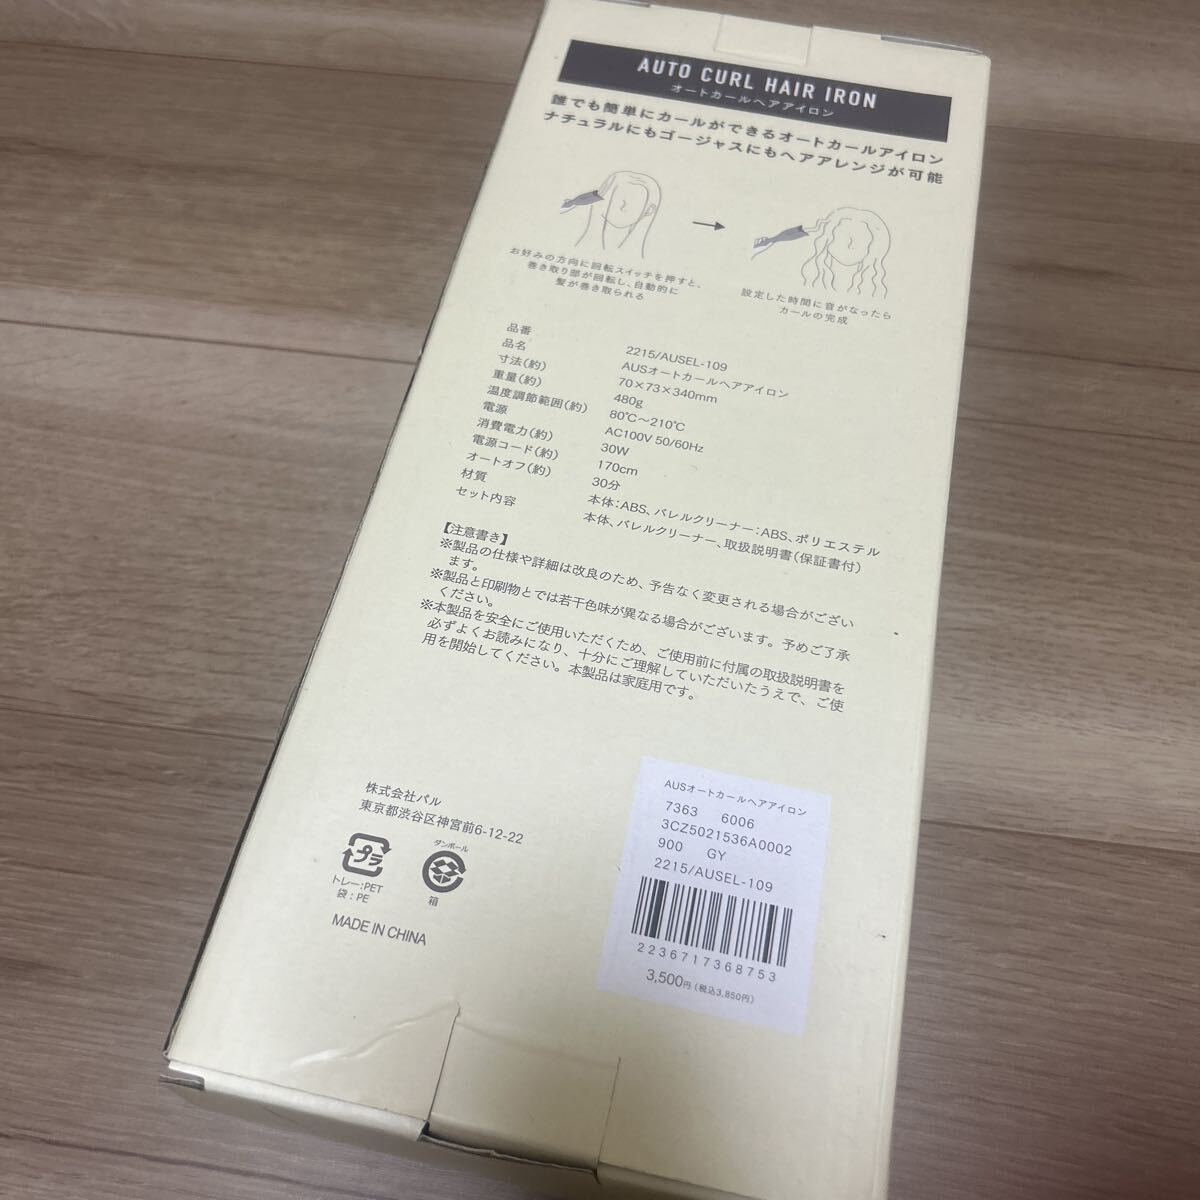 AUTO CURL HAIR IRON
オートカールヘアアイロン
誰でも簡単にカールができるオートカールアイロン
ナチュラルにもゴージャスにもヘアアレンジが可能
お好みの方向に回転スイッチを押すと、
巻き取り部が回転し、自動的に
髪が巻き取られる
設定した時間に音がなったら
カールの完成
品番 2215/AUSEL-109
品名 AUSオートカールヘアアイロン
寸法(約) 70×73×340mm
重量(約) 480g
温度調節範囲(約) 80℃～210℃
電源 AC100V 50/60Hz
消費電力(約) 30W
電源コード(約) 170cm
オートオフ(約) 30分
材質 本体：ABS、バレルクリーナー：ABS、ポリエステル
セット内容 本体、バレルクリーナー、取扱説明書(保証書付)
【注意書き】
※製品の仕様や詳細は改良のため、予告なく変更される場合がござい
ます。
※製品と印刷物とでは若干色味が異なる場合がございます。予めご了承
ください。
※本製品を安全にご使用いただくため、ご使用前に付属の取扱説明書を
必ずよくお読みになり、十分にご理解していただいたうえで、ご使
用を開始してください。本製品は家庭用です。
株式会社パル
東京都渋谷区神宮前6-12-22
プラ
トレー：PET
袋：PE
ダンボール
箱
MADE IN CHINA
AUSオートカールヘアアイロン
7363 6006
3CZ5021536A0002
900 GY
2215/AUSEL-109
2236717368753
3,500円(税込3,850円)